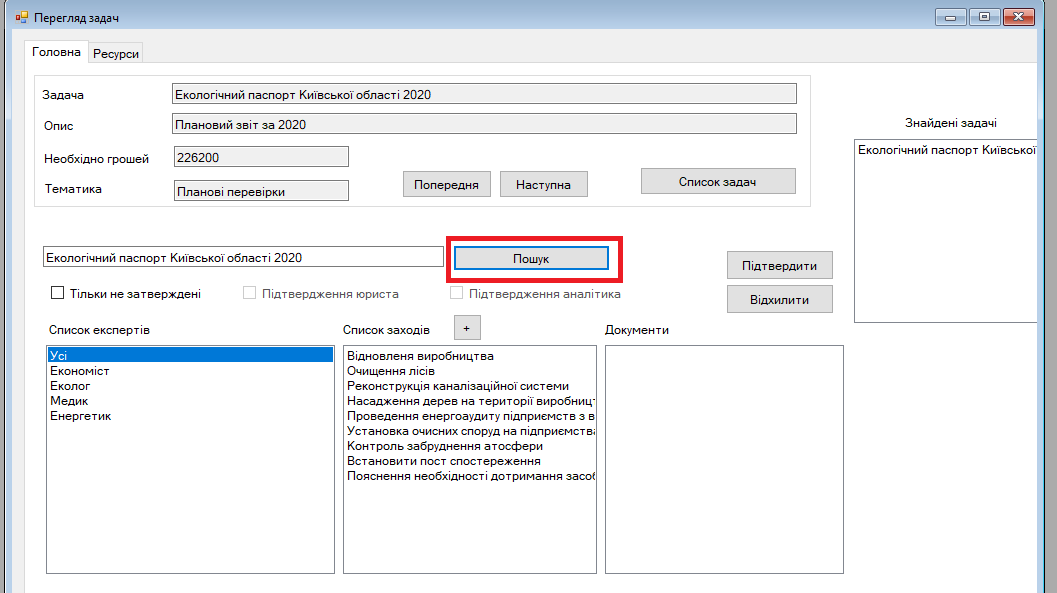 Перегляд задач
Головна
Ресурси
Задача
Екологічний паспорт Київської області 2020
Опис
Плановий звіт за 2020
Необхідно грошей
226200
Тематика
Планові перевірки
Попередня
Наступна
Список задач
Знайдені задачі
Екологічний паспорт Київської
Екологічний паспорт Київської області 2020
Пошук
Підтвердити
Відхилити
Тільки не затверджені
Підтвердження юриста
Підтвердження аналітика
Список експертів
Усі
Економіст
Еколог
Медик
Енергетик
Список заходів
+
Відновленя виробництва
Очищення лісів
Реконструкція каналізаційної системи
Насадження дерев на території виробницт
Проведення енергоаудиту підприємств з в
Установка очисних споруд на підприємства
Контроль забруднення атосфери
Встановити пост спостереження
Пояснення необхідності дотримання засоб
Документи